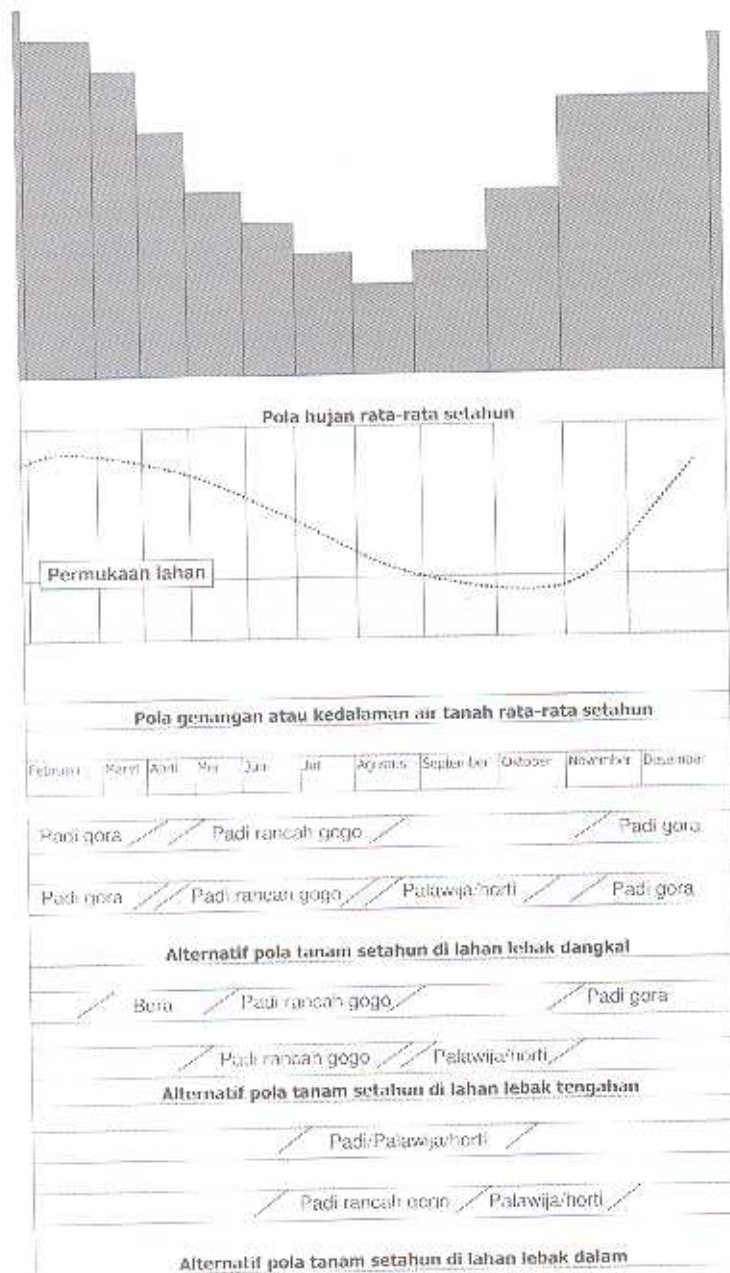 Pola hujan rata-rata setahun
Permukaan lahan
Pola genangan atau kedalaman air tanah rata-rata setahun
Februari Maret April Mei Juni Juli Agustus September Oktober November Desember
Padi gora Padi rancah gogo Padi gora
Padi gora Padi rancah gogo Palawija/horti Padi gora
Alternatif pola tanam setahun di lahan lebak dangkal
Bera Padi rancah gogo Padi gora
Padi rancah gogo Palawija/horti
Alternatif pola tanam setahun di lahan lebak tengahan
Padi/Palawija/horti
Padi rancah gogo Palawija/horti
Alternatif pola tanam setahun di lahan lebak dalam